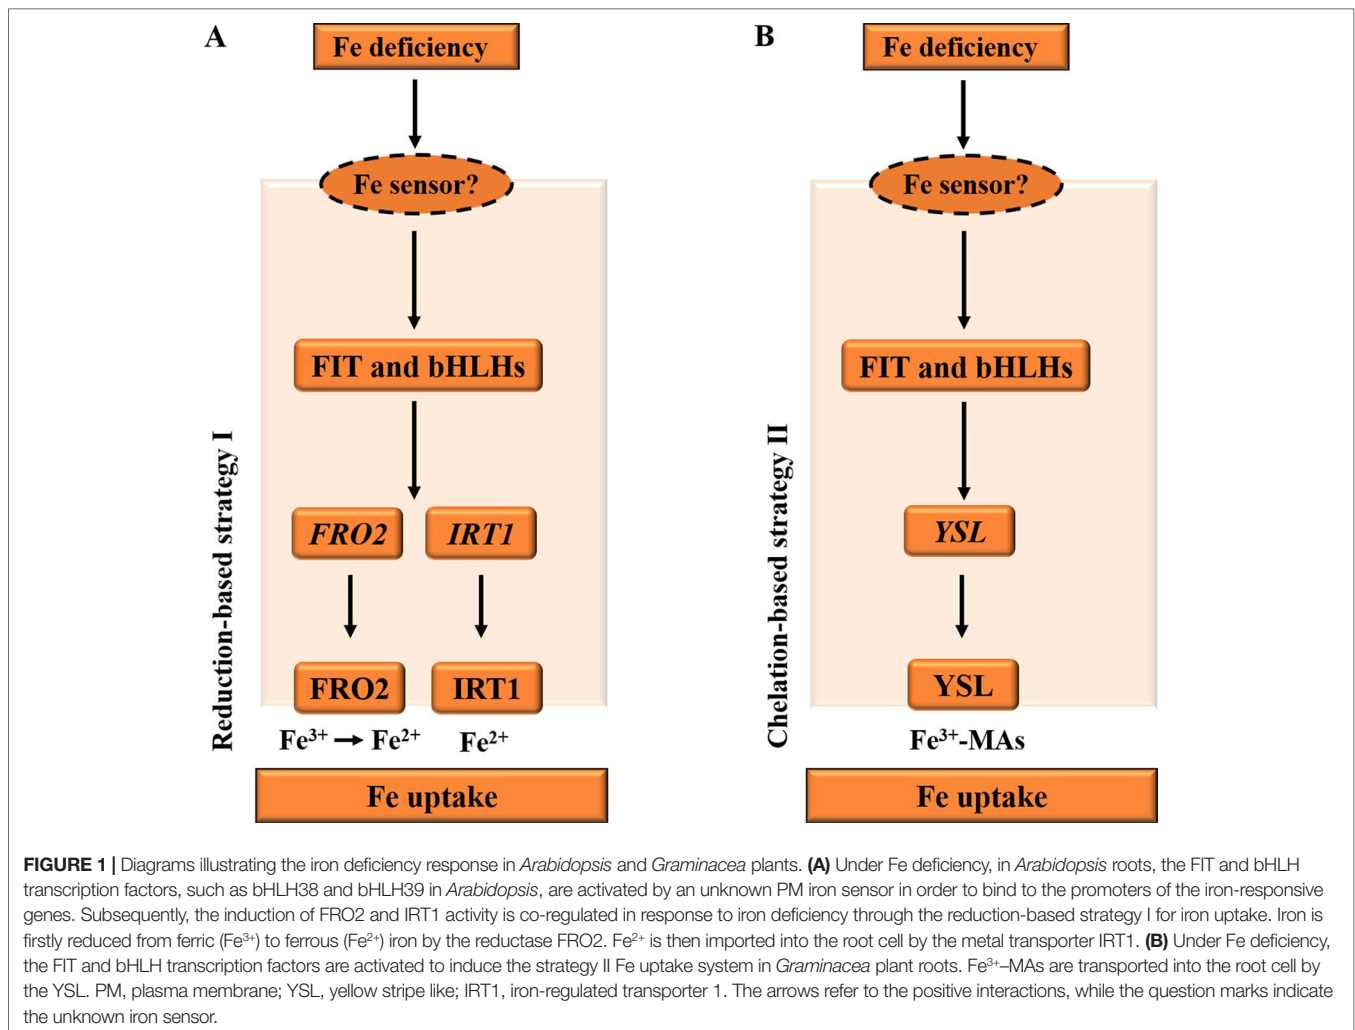 A
Fe deficiency
Fe sensor?
FIT and bHLHs
FRO2 IRT1
FRO2 IRT1
Fe³⁺ → Fe²⁺ Fe²⁺
Fe uptake
Reduction-based strategy I
B
Fe deficiency
Fe sensor?
FIT and bHLHs
YSL
YSL
Fe³⁺-MAs
Fe uptake
Chelation-based strategy II
FIGURE 1 | Diagrams illustrating the iron deficiency response in Arabidopsis and Graminacea plants. (A) Under Fe deficiency, in Arabidopsis roots, the FIT and bHLH
transcription factors, such as bHLH38 and bHLH39 in Arabidopsis, are activated by an unknown PM iron sensor in order to bind to the promoters of the iron-responsive
genes. Subsequently, the induction of FRO2 and IRT1 activity is co-regulated in response to iron deficiency through the reduction-based strategy I for iron uptake. Iron is
firstly reduced from ferric (Fe³⁺) to ferrous (Fe²⁺) iron by the reductase FRO2. Fe²⁺ is then imported into the root cell by the metal transporter IRT1. (B) Under Fe deficiency,
the FIT and bHLH transcription factors are activated to induce the strategy II Fe uptake system in Graminacea plant roots. Fe³⁺–MAs are transported into the root cell by
the YSL. PM, plasma membrane; YSL, yellow stripe like; IRT1, iron-regulated transporter 1. The arrows refer to the positive interactions, while the question marks indicate
the unknown iron sensor.